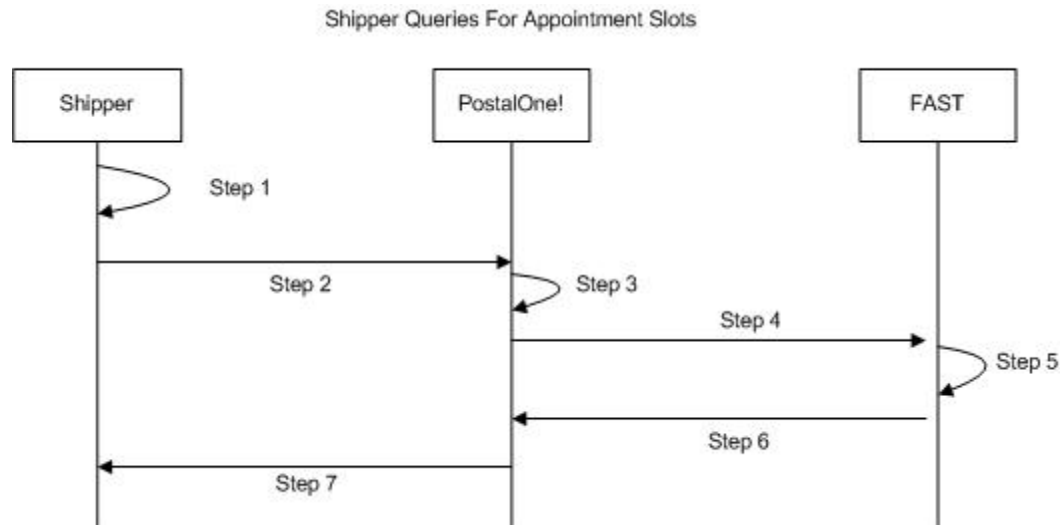 Shipper Queries For Appointment Slots
Shipper
PostalOne!
FAST
Step 1
Step 2
Step 3
Step 4
Step 5
Step 6
Step 7